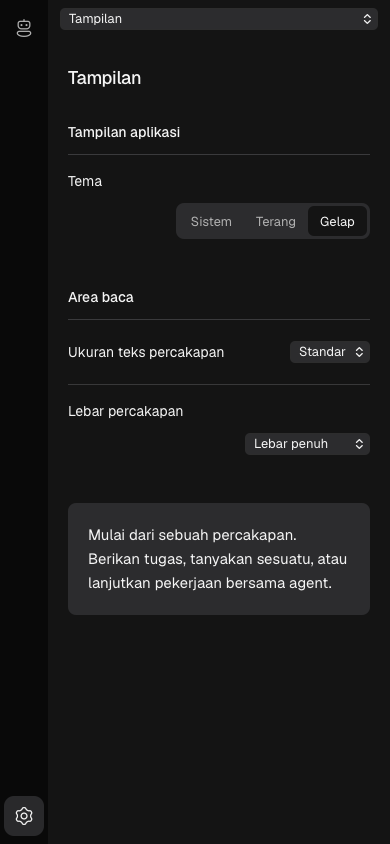 Tampilan
Tampilan
Tampilan aplikasi
Tema
Sistem Terang Gelap
Area baca
Ukuran teks percakapan Standar
Lebar percakapan
Lebar penuh
Mulai dari sebuah percakapan.
Berikan tugas, tanyakan sesuatu, atau
lanjutkan pekerjaan bersama agent.